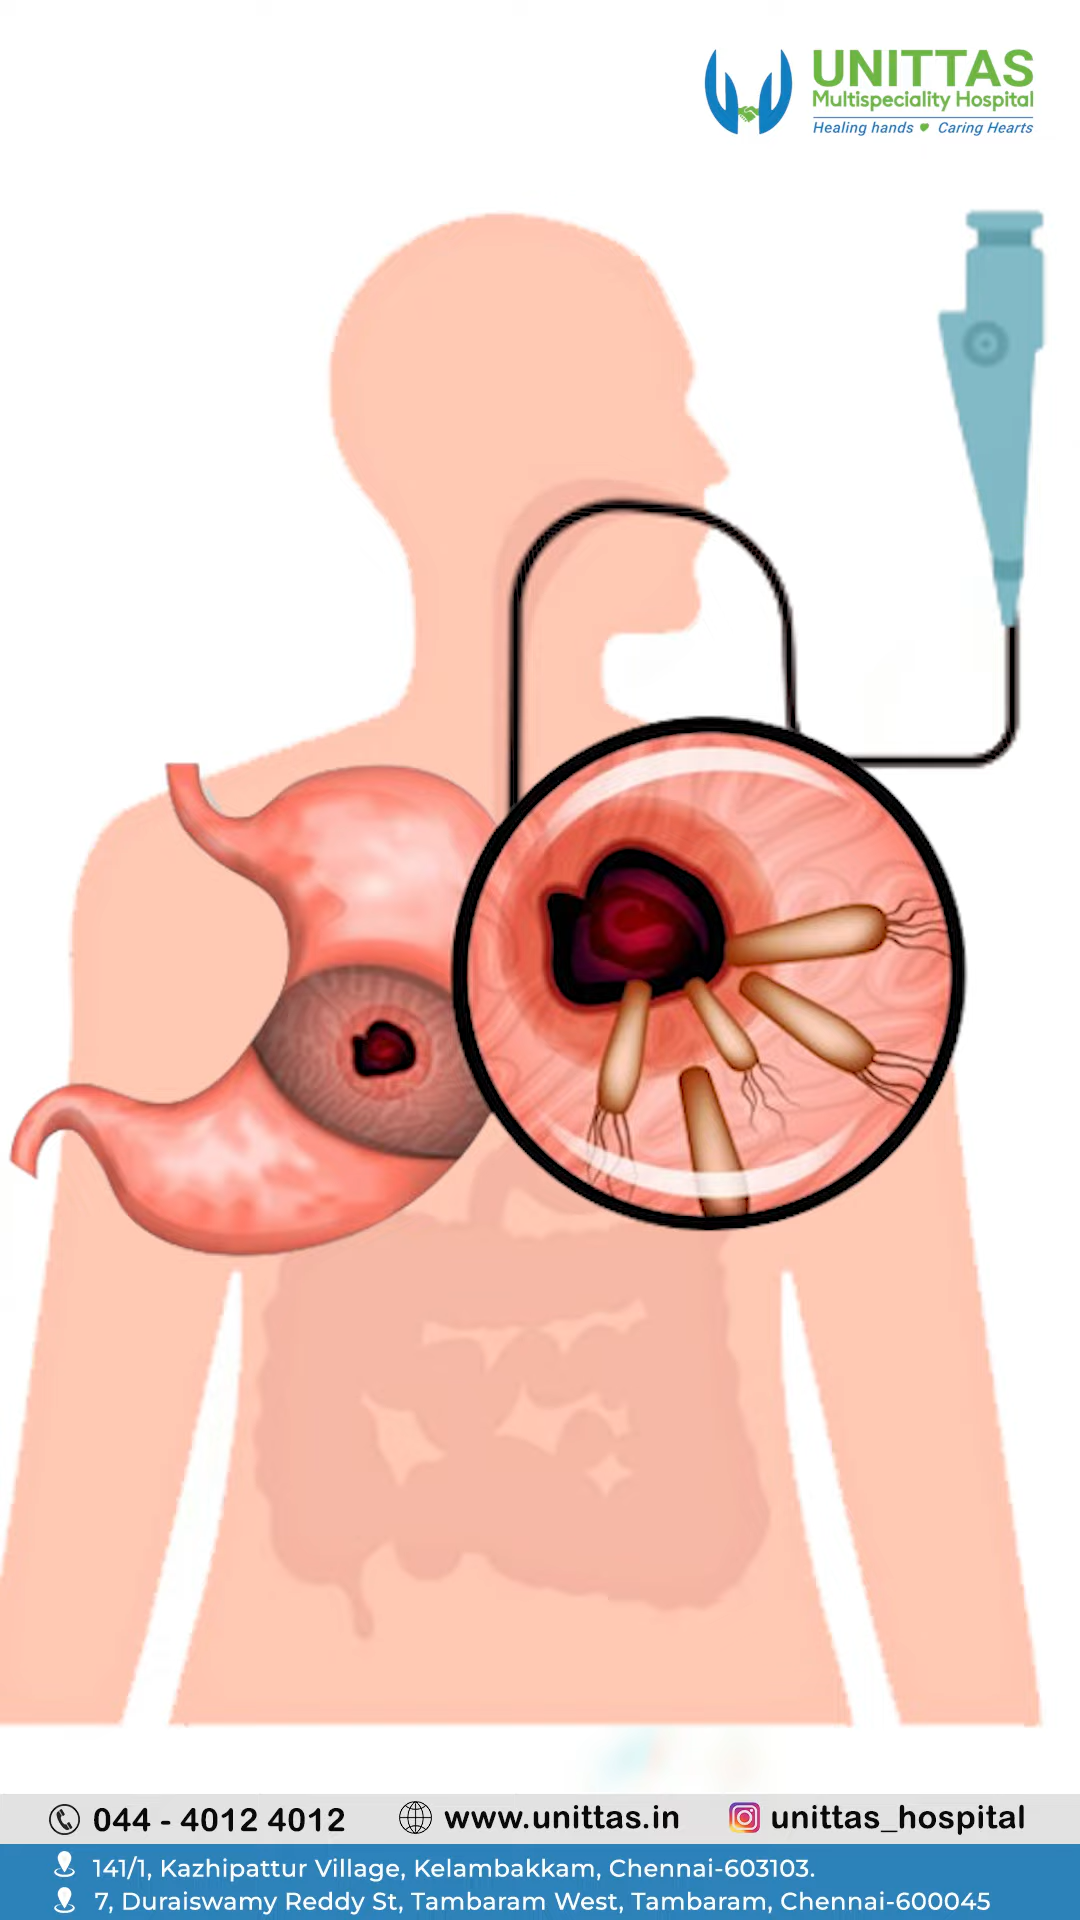 UNITTAS
Multispeciality Hospital
Healing hands Caring Hearts
044 - 4012 4012
www.unittas.in
unittas_hospital
141/1, Kazhipattur Village, Kelambakkam, Chennai-603103.
7, Duraiswamy Reddy St, Tambaram West, Tambaram, Chennai-600045